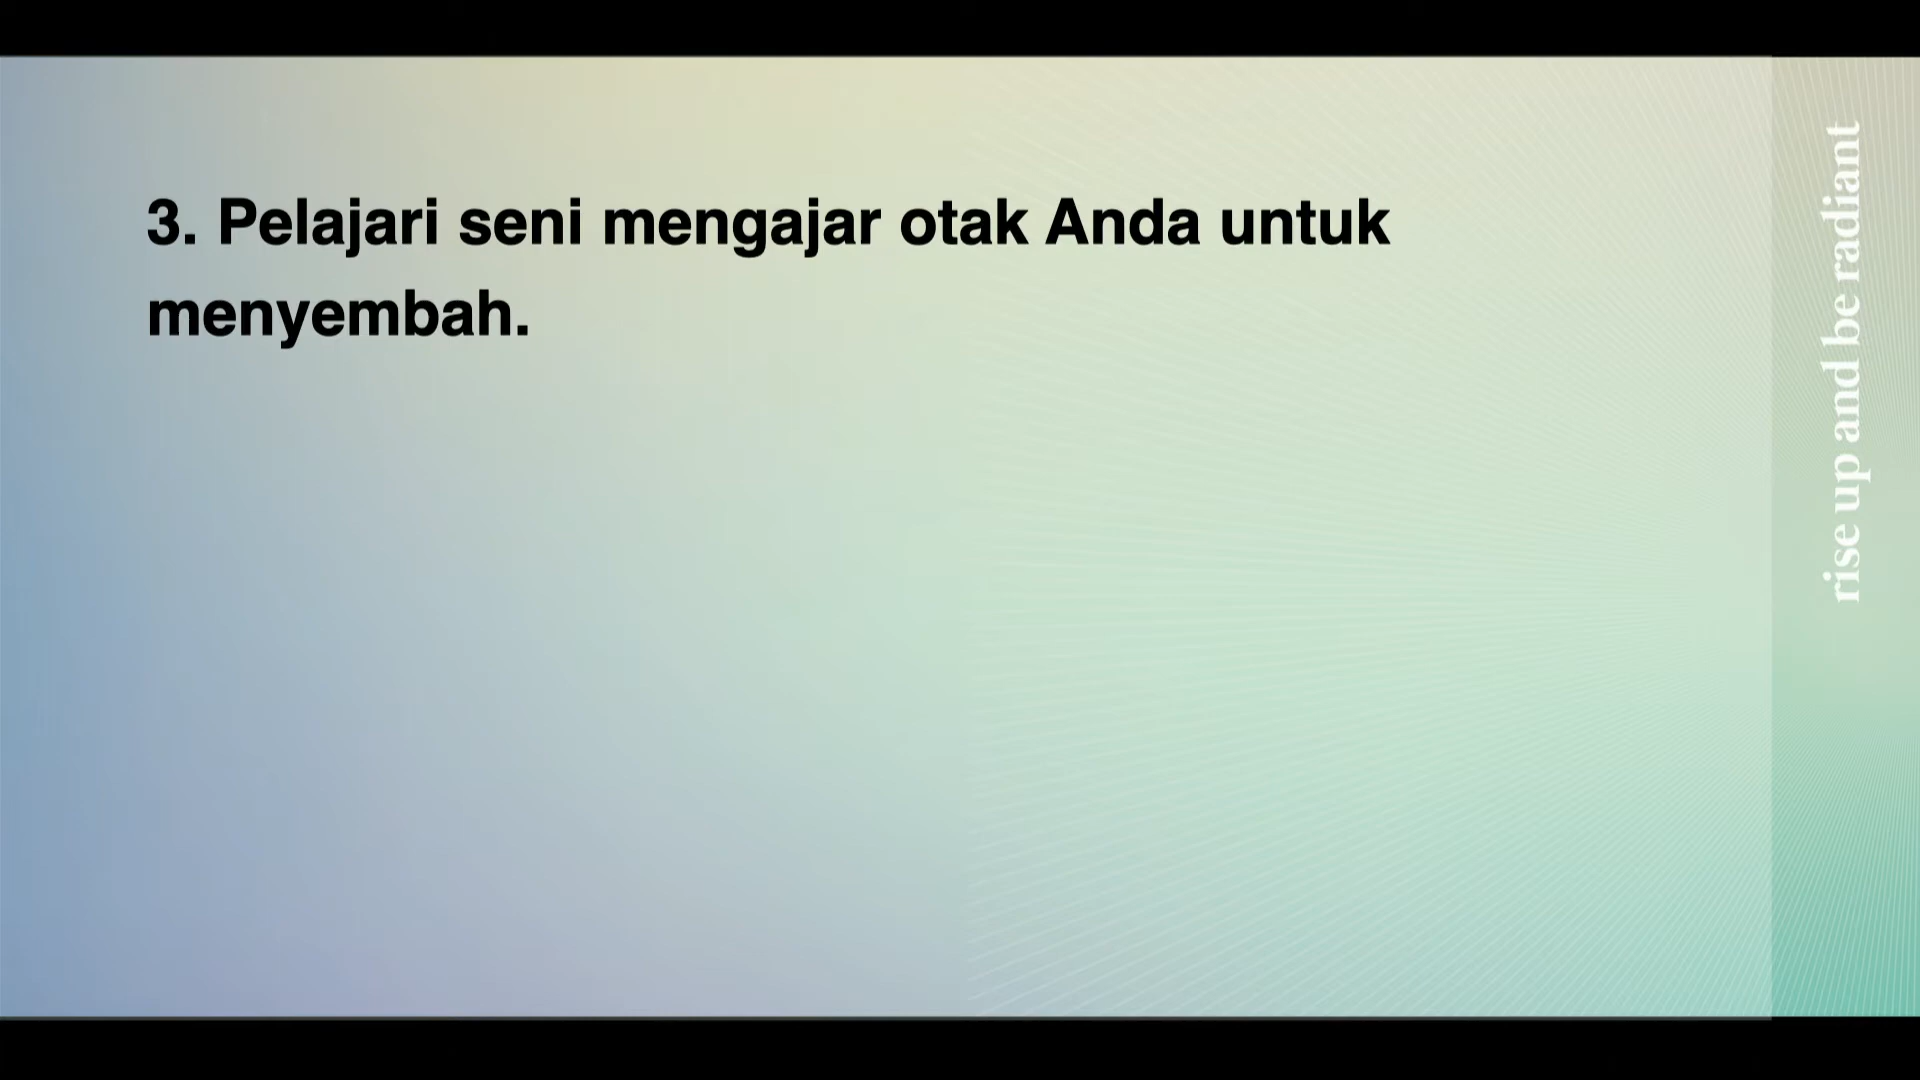 3. Pelajari seni mengajar otak Anda untuk
menyembah.
rise up and be radiant